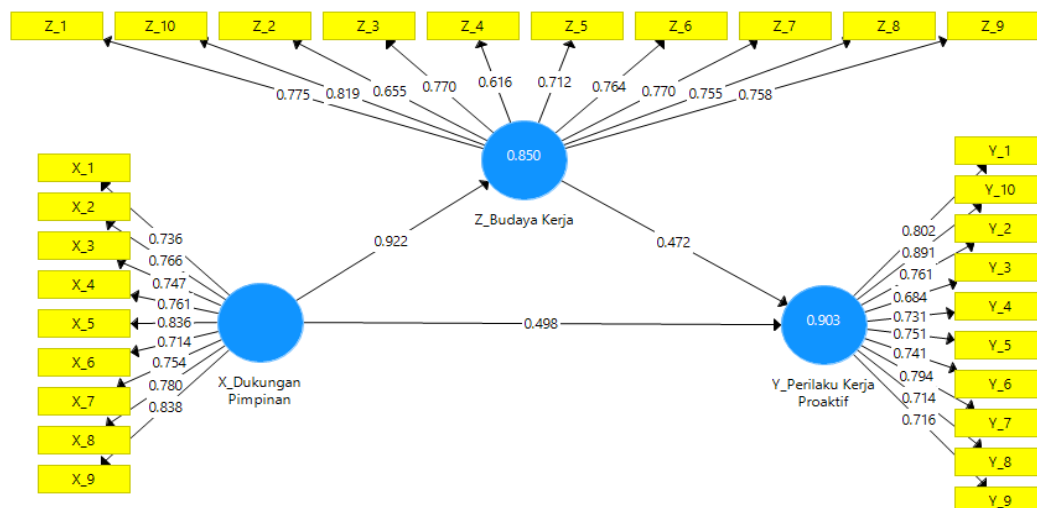 Z_1 Z_10 Z_2 Z_3 Z_4 Z_5 Z_6 Z_7 Z_8 Z_9
0.775 0.819 0.655 0.770 0.616 0.712 0.764 0.770 0.755 0.758
0.850
Z_Budaya Kerja
X_1
X_2
X_3
X_4
X_5
X_6
X_7
X_8
X_9
0.736
0.766
0.747
0.761
0.836
0.714
0.754
0.780
0.838
X_Dukungan
Pimpinan
0.922
0.472
0.498
0.903
Y_Perilaku Kerja
Proaktif
0.802
0.891
0.761
0.684
0.731
0.751
0.741
0.794
0.714
0.716
Y_1
Y_10
Y_2
Y_3
Y_4
Y_5
Y_6
Y_7
Y_8
Y_9